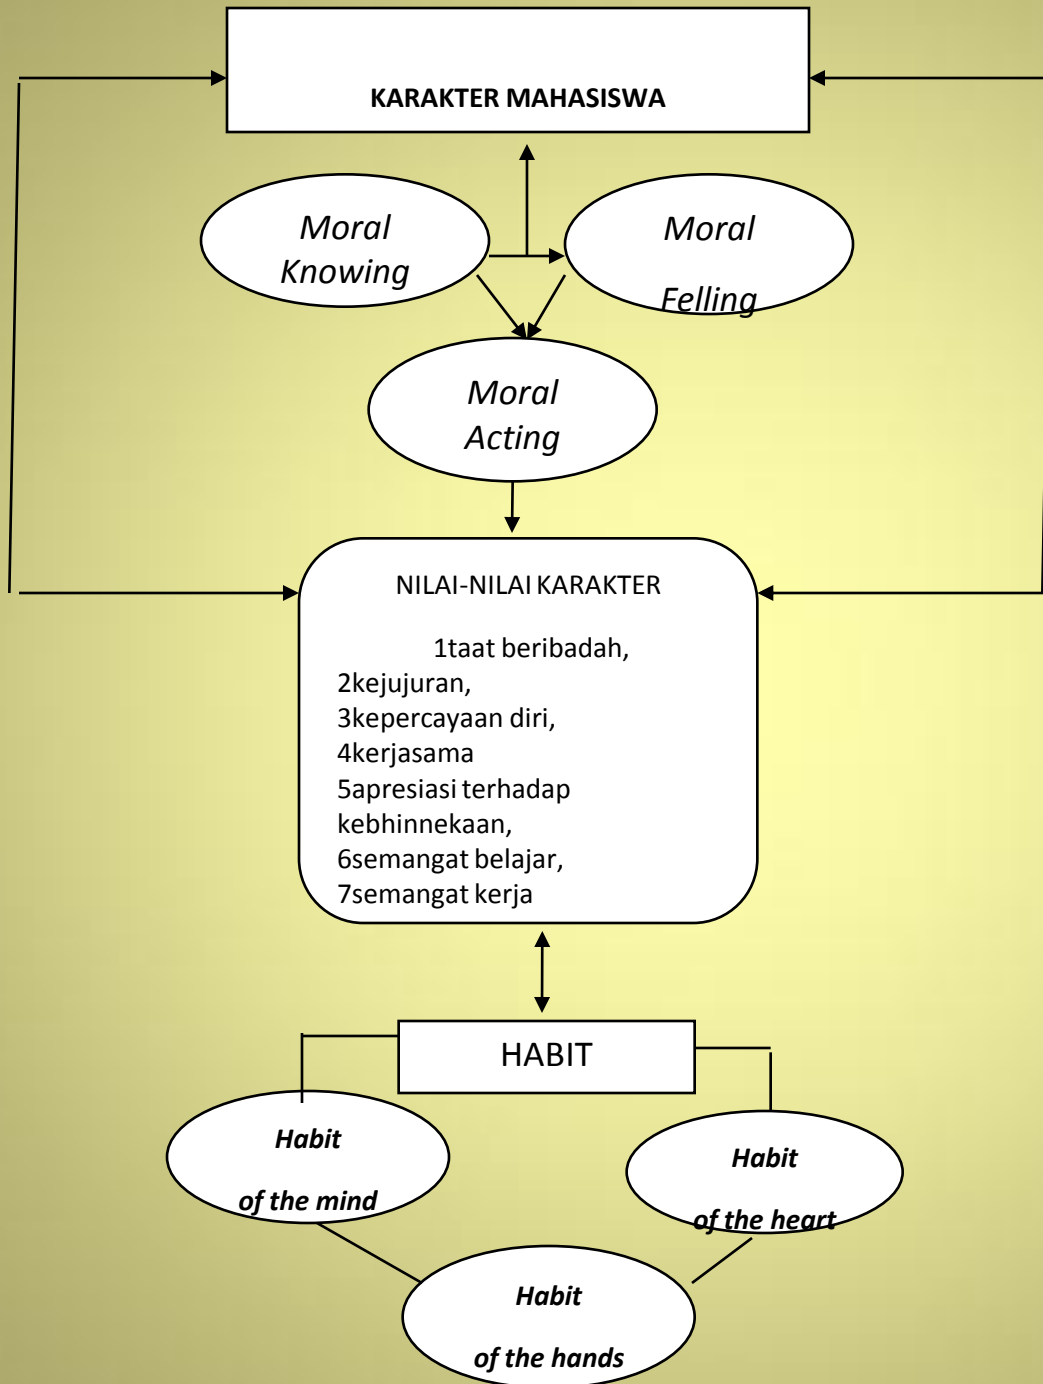 KARAKTER MAHASISWA
Moral
Knowing
Moral
Felling
Moral
Acting
NILAI-NILAI KARAKTER
1taat beribadah,
2kejujuran,
3kepercayaan diri,
4kerjasama
5apresiasi terhadap
kebhinnekaan,
6semangat belajar,
7semangat kerja
HABIT
Habit
of the mind
Habit
of the heart
Habit
of the hands